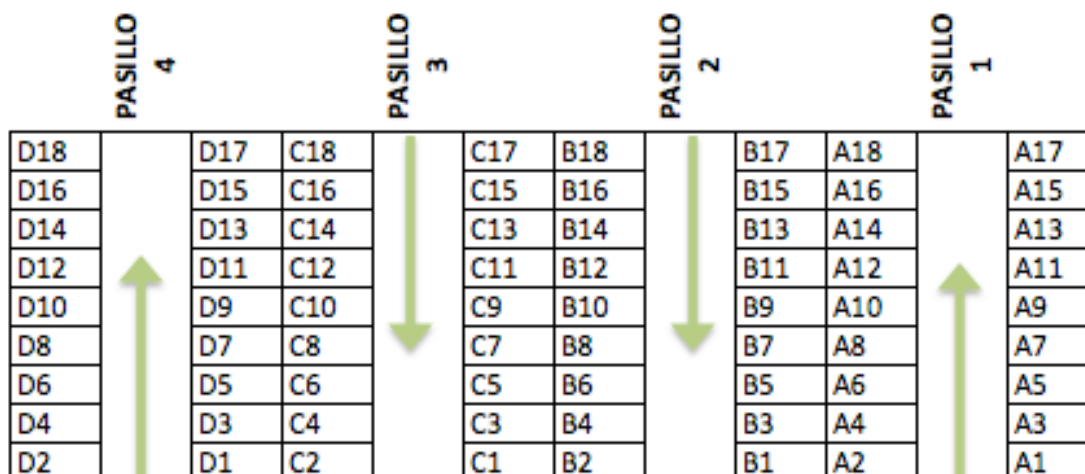 PASILLO 4 PASILLO 3 PASILLO 2 PASILLO 1
D18 D17 C18 C17 B18 B17 A18 A17
D16 D15 C16 C15 B16 B15 A16 A15
D14 D13 C14 C13 B14 B13 A14 A13
D12 D11 C12 C11 B12 B11 A12 A11
D10 D9 C10 C9 B10 B9 A10 A9
D8 D7 C8 C7 B8 B7 A8 A7
D6 D5 C6 C5 B6 B5 A6 A5
D4 D3 C4 C3 B4 B3 A4 A3
D2 D1 C2 C1 B2 B1 A2 A1